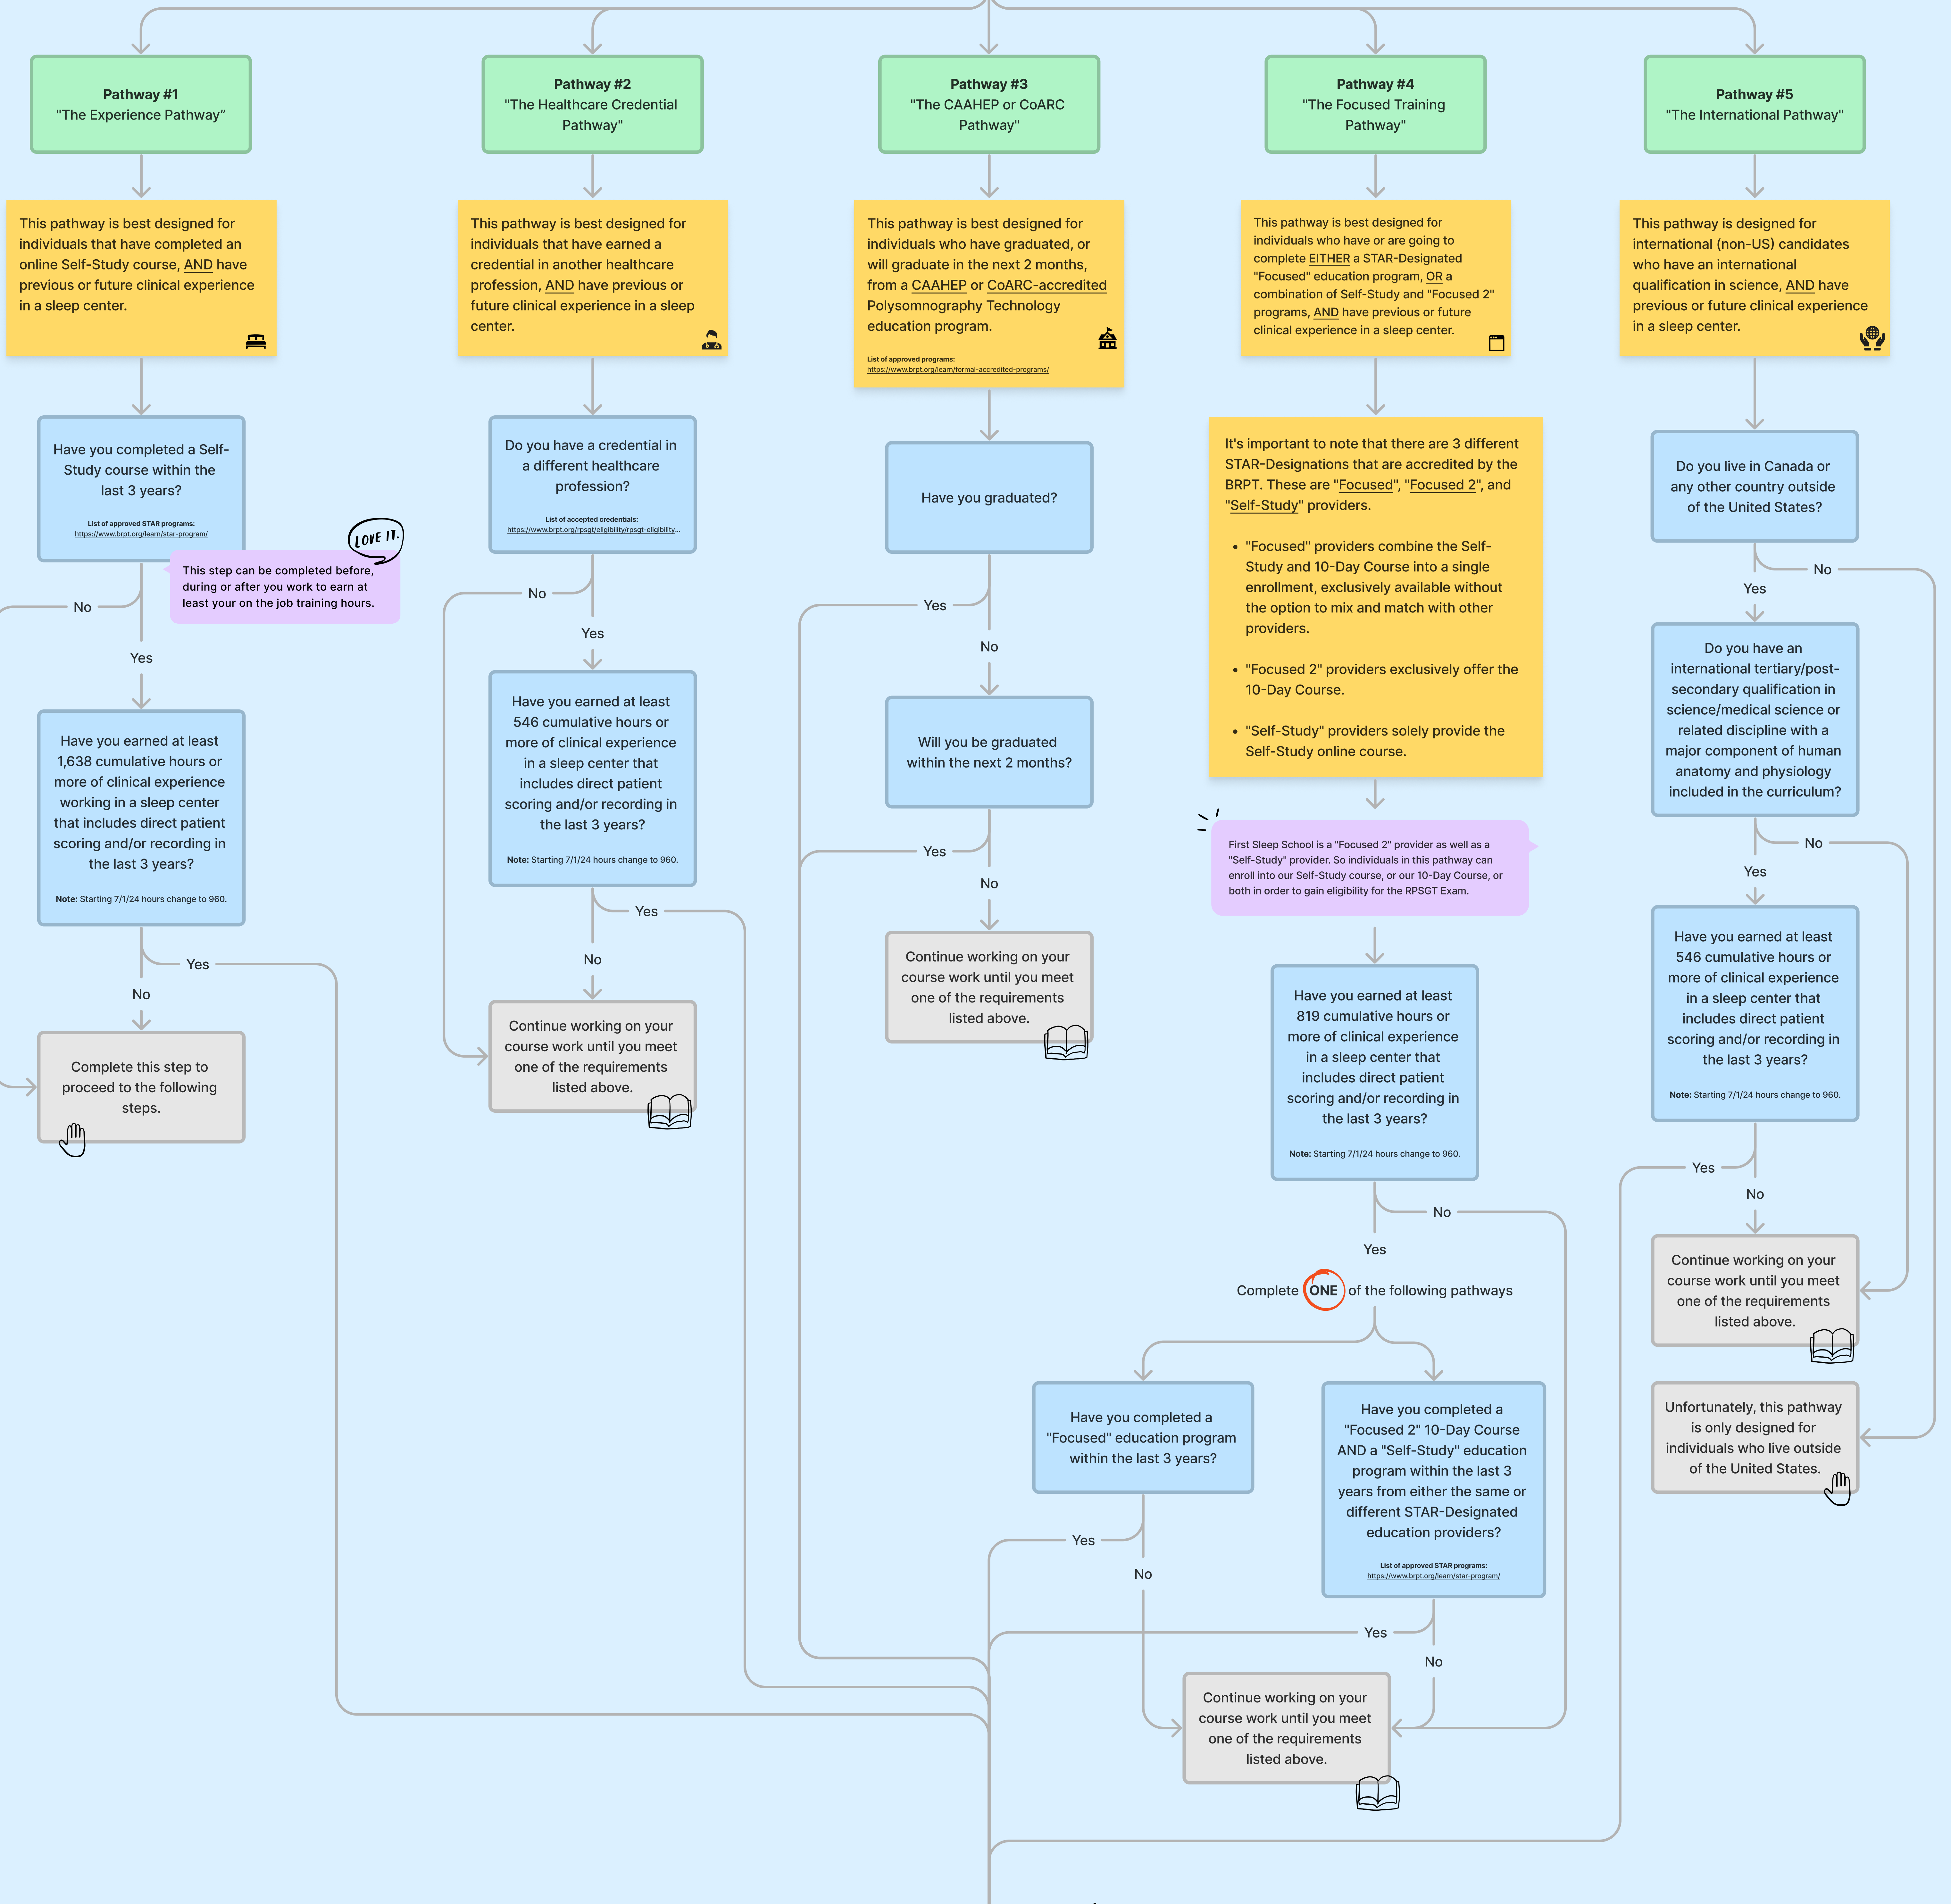 Pathway #1
"The Experience Pathway”
This pathway is best designed for
individuals that have completed an
online Self-Study course, AND have
previous or future clinical experience
in a sleep center.
Have you completed a Self-
Study course within the
last 3 years?
List of approved STAR programs:
https://www.brpt.org/learn/star-program/
LOVE IT.
This step can be completed before,
during or after you work to earn at
least your on the job training hours.
No
Yes
Have you earned at least
1,638 cumulative hours or
more of clinical experience
working in a sleep center
that includes direct patient
scoring and/or recording in
the last 3 years?
Note: Starting 7/1/24 hours change to 960.
Yes
No
Complete this step to
proceed to the following
steps.
Pathway #2
"The Healthcare Credential
Pathway"
This pathway is best designed for
individuals that have earned a
credential in another healthcare
profession, AND have previous or
future clinical experience in a sleep
center.
Do you have a credential in
a different healthcare
profession?
List of accepted credentials:
https://www.brpt.org/rpsgt/eligibility/rpsgt-eligibility...
No
Yes
Have you earned at least
546 cumulative hours or
more of clinical experience
in a sleep center that
includes direct patient
scoring and/or recording in
the last 3 years?
Note: Starting 7/1/24 hours change to 960.
Yes
No
Continue working on your
course work until you meet
one of the requirements
listed above.
Pathway #3
"The CAAHEP or CoARC
Pathway"
This pathway is best designed for
individuals who have graduated, or
will graduate in the next 2 months,
from a CAAHEP or CoARC-accredited
Polysomnography Technology
education program.
List of approved programs:
https://www.brpt.org/learn/formal-accredited-programs/
Have you graduated?
Yes
No
Will you be graduated
within the next 2 months?
Yes
No
Continue working on your
course work until you meet
one of the requirements
listed above.
Pathway #4
"The Focused Training
Pathway"
This pathway is best designed for
individuals who have or are going to
complete EITHER a STAR-Designated
"Focused" education program, OR a
combination of Self-Study and "Focused 2"
programs, AND have previous or future
clinical experience in a sleep center.
It's important to note that there are 3 different
STAR-Designations that are accredited by the
BRPT. These are "Focused", "Focused 2", and
"Self-Study" providers.
• "Focused" providers combine the Self-
Study and 10-Day Course into a single
enrollment, exclusively available without
the option to mix and match with other
providers.
• "Focused 2" providers exclusively offer the
10-Day Course.
• "Self-Study" providers solely provide the
Self-Study online course.
First Sleep School is a "Focused 2" provider as well as a
"Self-Study" provider. So individuals in this pathway can
enroll into our Self-Study course, or our 10-Day Course, or
both in order to gain eligibility for the RPSGT Exam.
Have you earned at least
819 cumulative hours or
more of clinical experience
in a sleep center that
includes direct patient
scoring and/or recording in
the last 3 years?
Note: Starting 7/1/24 hours change to 960.
No
Yes
Complete ONE of the following pathways
Have you completed a
"Focused" education program
within the last 3 years?
Yes
No
Have you completed a
"Focused 2" 10-Day Course
AND a "Self-Study" education
program within the last 3
years from either the same or
different STAR-Designated
education providers?
List of approved STAR programs:
https://www.brpt.org/learn/star-program/
Yes
No
Continue working on your
course work until you meet
one of the requirements
listed above.
Pathway #5
"The International Pathway"
This pathway is designed for
international (non-US) candidates
who have an international
qualification in science, AND have
previous or future clinical experience
in a sleep center.
Do you live in Canada or
any other country outside
of the United States?
No
Yes
Do you have an
international tertiary/post-
secondary qualification in
science/medical science or
related discipline with a
major component of human
anatomy and physiology
included in the curriculum?
No
Yes
Have you earned at least
546 cumulative hours or
more of clinical experience
in a sleep center that
includes direct patient
scoring and/or recording in
the last 3 years?
Note: Starting 7/1/24 hours change to 960.
Yes
No
Continue working on your
course work until you meet
one of the requirements
listed above.
Unfortunately, this pathway
is only designed for
individuals who live outside
of the United States.